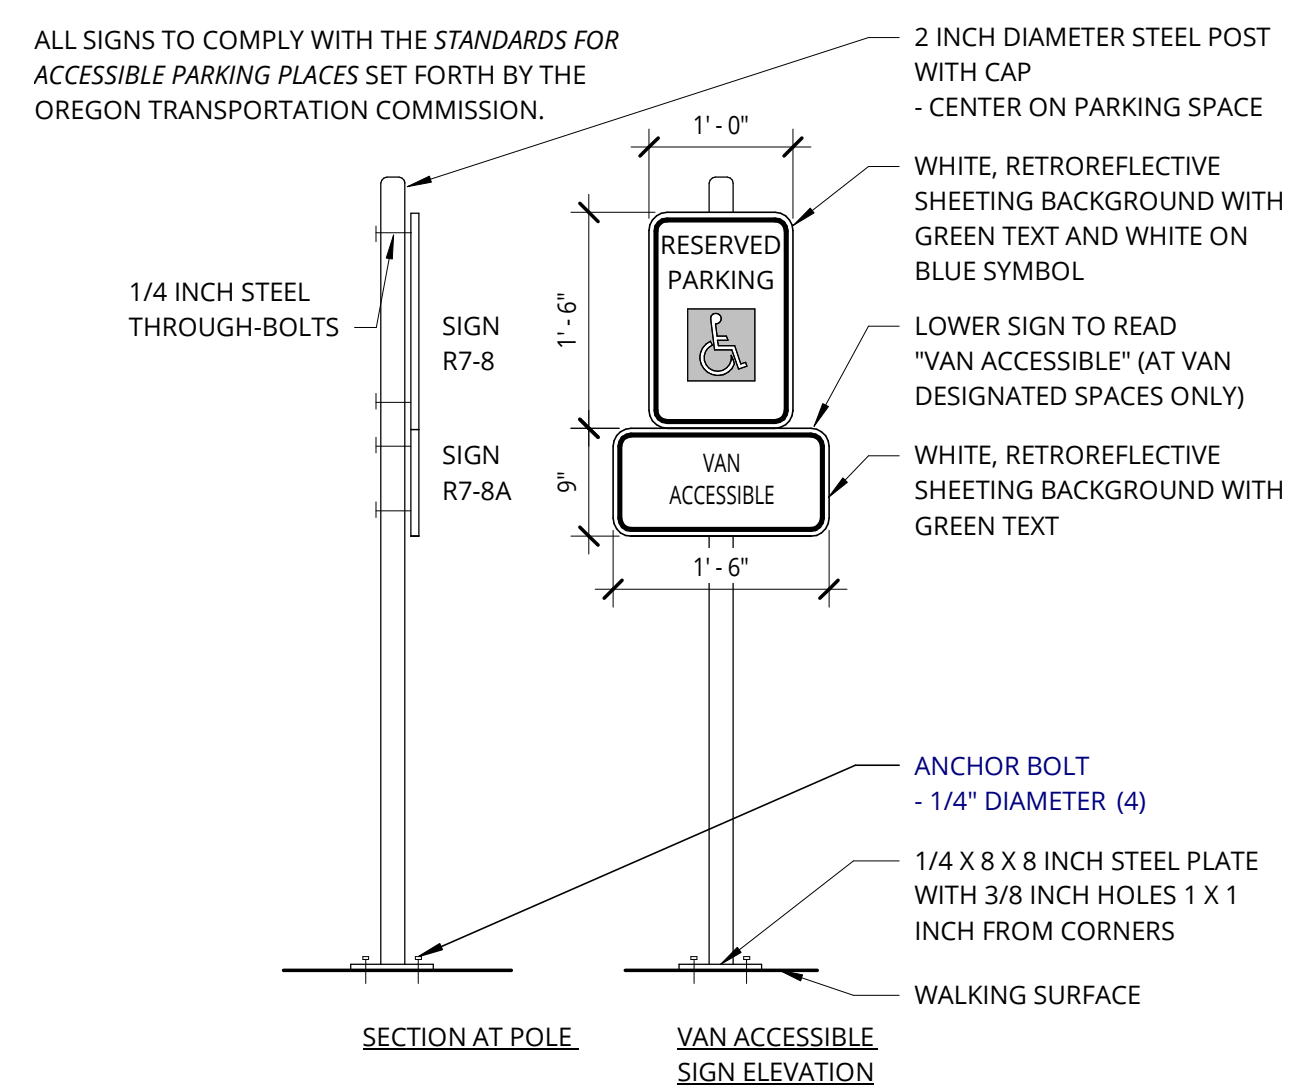 ALL SIGNS TO COMPLY WITH THE STANDARDS FOR
ACCESSIBLE PARKING PLACES SET FORTH BY THE
OREGON TRANSPORTATION COMMISSION.
2 INCH DIAMETER STEEL POST
WITH CAP
- CENTER ON PARKING SPACE
1' - 0"
WHITE, RETROREFLECTIVE
SHEETING BACKGROUND WITH
GREEN TEXT AND WHITE ON
BLUE SYMBOL
RESERVED
PARKING
1/4 INCH STEEL
THROUGH-BOLTS
SIGN
R7-8
1' - 6"
LOWER SIGN TO READ
"VAN ACCESSIBLE" (AT VAN
DESIGNATED SPACES ONLY)
SIGN
R7-8A
9"
VAN
ACCESSIBLE
WHITE, RETROREFLECTIVE
SHEETING BACKGROUND WITH
GREEN TEXT
1' - 6"
ANCHOR BOLT
- 1/4" DIAMETER (4)
1/4 X 8 X 8 INCH STEEL PLATE
WITH 3/8 INCH HOLES 1 X 1
INCH FROM CORNERS
WALKING SURFACE
SECTION AT POLE
VAN ACCESSIBLE
SIGN ELEVATION